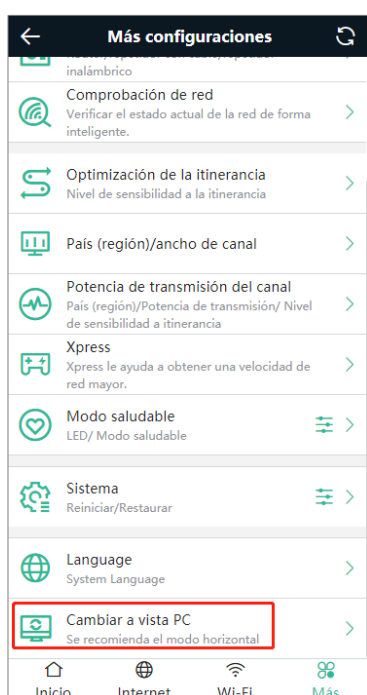 Más configuraciones
inalámbrico
Comprobación de red
Verificar el estado actual de la red de forma
inteligente.
Optimización de la itinerancia
Nivel de sensibilidad a la itinerancia
País (región)/ancho de canal
Potencia de transmisión del canal
País (región)/Potencia de transmisión/ Nivel
de sensibilidad a itinerancia
Xpress
Xpress le ayuda a obtener una velocidad de
red mayor.
Modo saludable
LED/ Modo saludable
Sistema
Reiniciar/Restaurar
Language
System Language
Cambiar a vista PC
Se recomienda el modo horizontal
Inicio Internet Wi-Fi Más